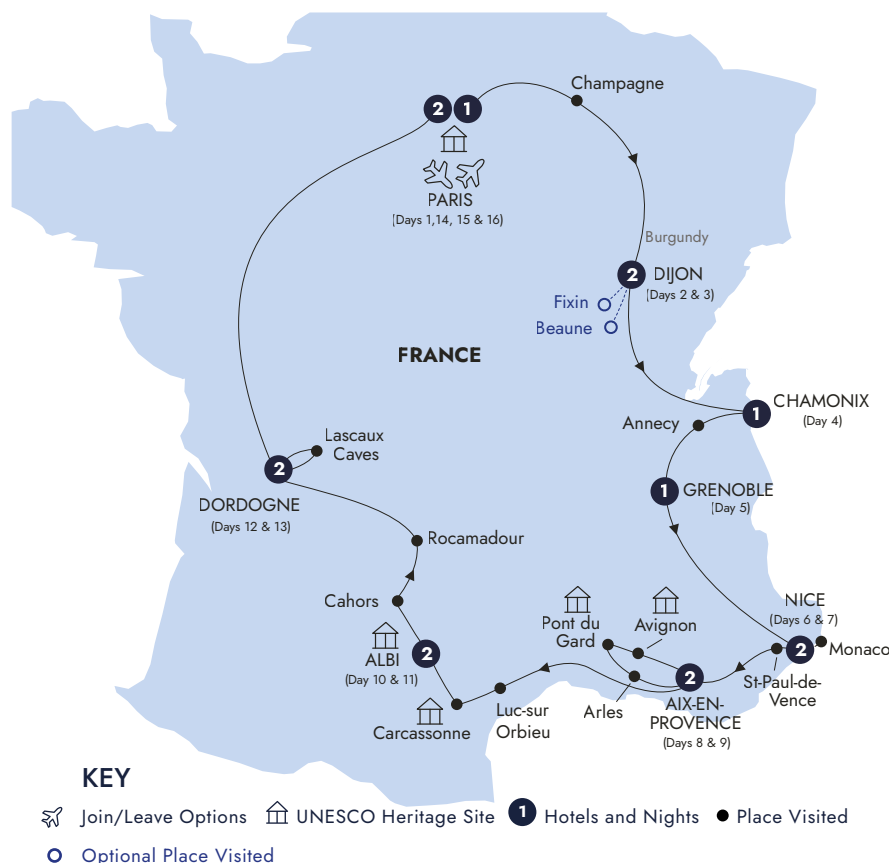 Champagne
2 1
PARIS
(Days 1,14, 15 & 16)
Burgundy
2 DIJON
(Days 2 & 3)
Fixin
Beaune
FRANCE
CHAMONIX
1
(Day 4)
Annecy
Lascaux
Caves
2
1 GRENOBLE
(Day 5)
DORDOGNE
(Days 12 & 13)
Rocamadour
Cahors
NICE
(Days 6 & 7)
2
Monaco
Pont du
Gard
Avignon
ALBI
(Day 10 & 11)
2
St-Paul-de-
Vence
2
AIX-EN-
PROVENCE
(Days 8 & 9)
Arles
Luc-sur
Orbieu
Carcassonne
KEY
Join/Leave Options UNESCO Heritage Site 1 Hotels and Nights Place Visited
Optional Place Visited